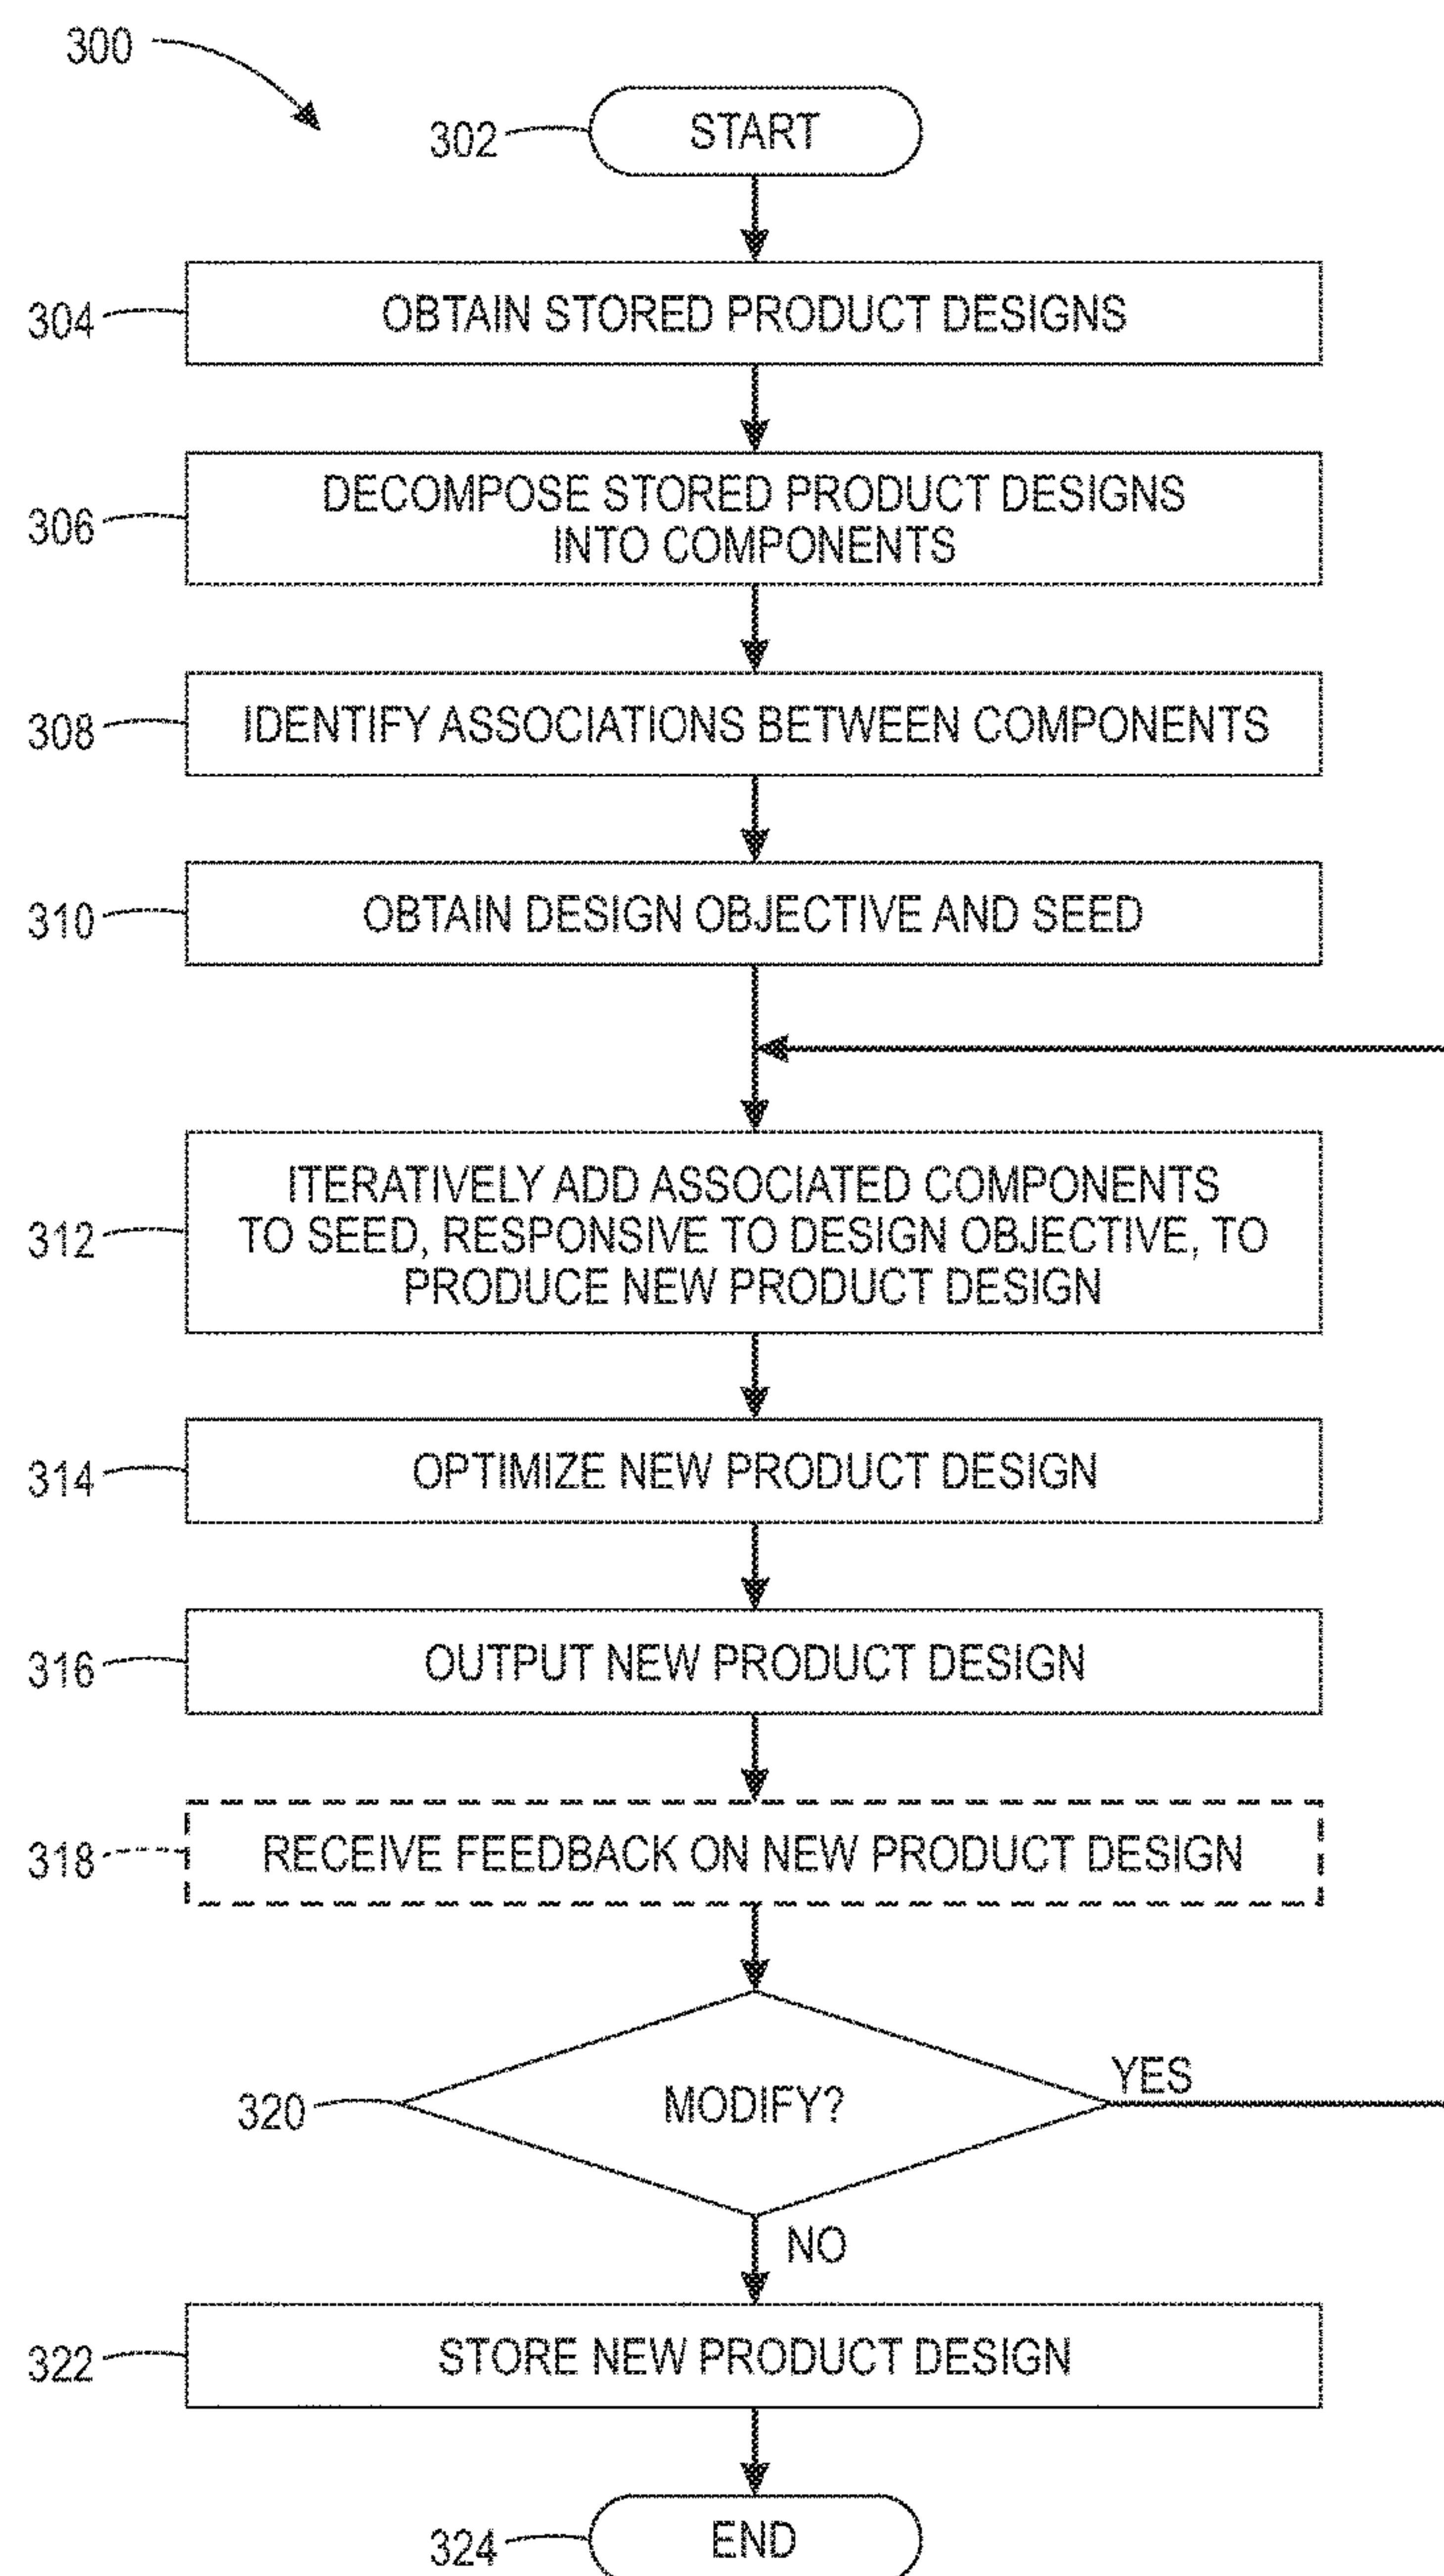 300
302
START
304
OBTAIN STORED PRODUCT DESIGNS
306
DECOMPOSE STORED PRODUCT DESIGNS
INTO COMPONENTS
308
IDENTIFY ASSOCIATIONS BETWEEN COMPONENTS
310
OBTAIN DESIGN OBJECTIVE AND SEED
312
ITERATIVELY ADD ASSOCIATED COMPONENTS
TO SEED, RESPONSIVE TO DESIGN OBJECTIVE, TO
PRODUCE NEW PRODUCT DESIGN
314
OPTIMIZE NEW PRODUCT DESIGN
316
OUTPUT NEW PRODUCT DESIGN
318
RECEIVE FEEDBACK ON NEW PRODUCT DESIGN
320
MODIFY?
YES
NO
322
STORE NEW PRODUCT DESIGN
324
END